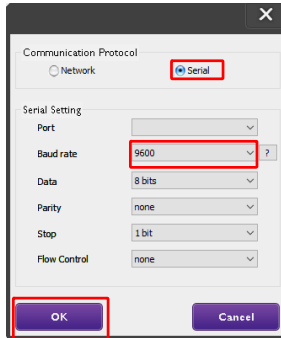 Communication Protocol
Network
Serial
Serial Setting
Port
Baud rate 9600 ?
Data 8 bits
Parity none
Stop 1 bit
Flow Control none
OK Cancel